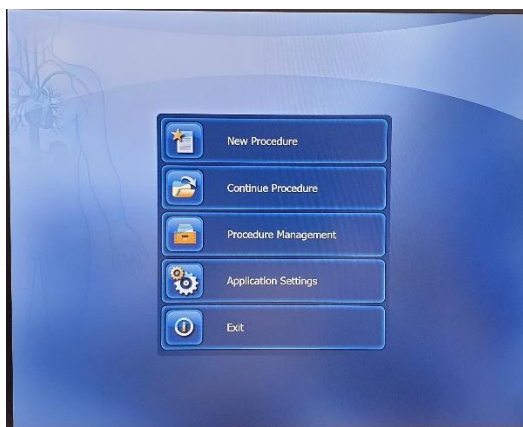 New Procedure
Continue Procedure
Procedure Management
Application Settings
Exit